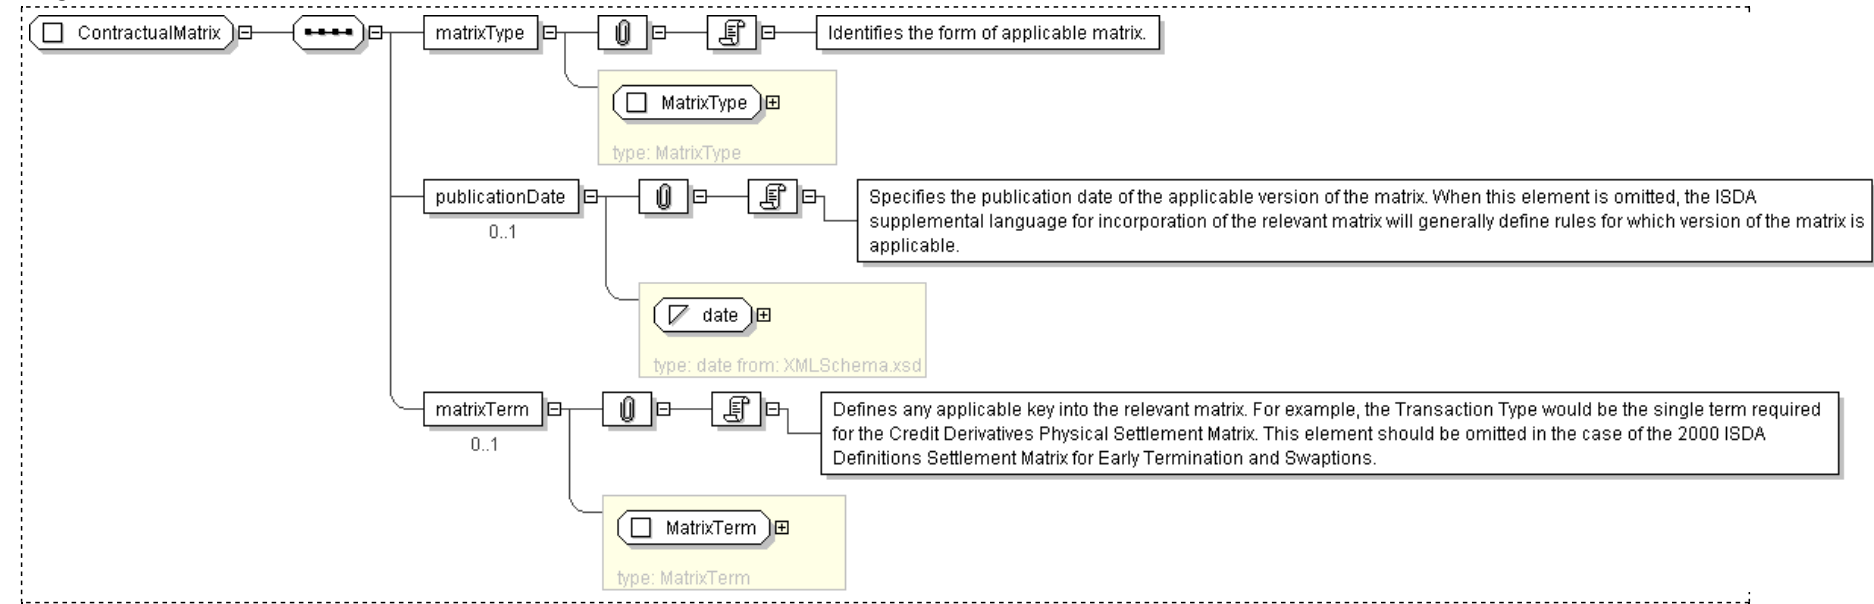 ContractualMatrix
matrixType
Identifies the form of applicable matrix.
MatrixType
type: MatrixType
publicationDate
0..1
Specifies the publication date of the applicable version of the matrix. When this element is omitted, the ISDA
supplemental language for incorporation of the relevant matrix will generally define rules for which version of the matrix is
applicable.
date
type: date from: XMLSchema.xsd
matrixTerm
0..1
Defines any applicable key into the relevant matrix. For example, the Transaction Type would be the single term required
for the Credit Derivatives Physical Settlement Matrix. This element should be omitted in the case of the 2000 ISDA
Definitions Settlement Matrix for Early Termination and Swaptions.
MatrixTerm
type: MatrixTerm